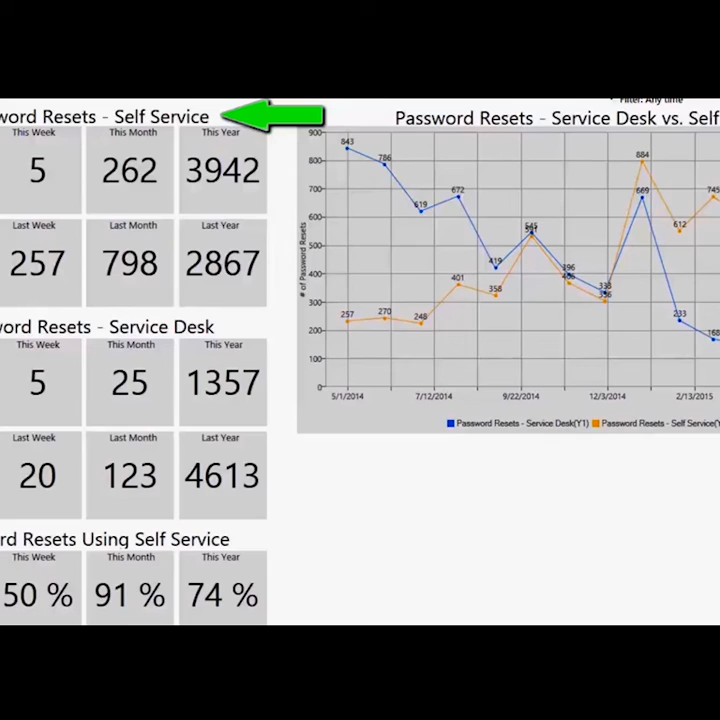 Filter: Any time
word Resets - Self Service
Password Resets - Service Desk vs. Self
This Week This Month This Year
5 262 3942
Last Week Last Month Last Year
257 798 2867
word Resets - Service Desk
This Week This Month This Year
5 25 1357
Last Week Last Month Last Year
20 123 4613
rd Resets Using Self Service
This Week This Month This Year
50 % 91 % 74 %
# of Password Resets
900
800
700
600
500
400
300
200
100
0
843
786
619
672
419
545
396
333
669
233
168
257
270
248
401
358
884
612
745
5/1/2014 7/12/2014 9/22/2014 12/3/2014 2/13/2015
Password Resets - Service Desk(Y1) Password Resets - Self Service(Y